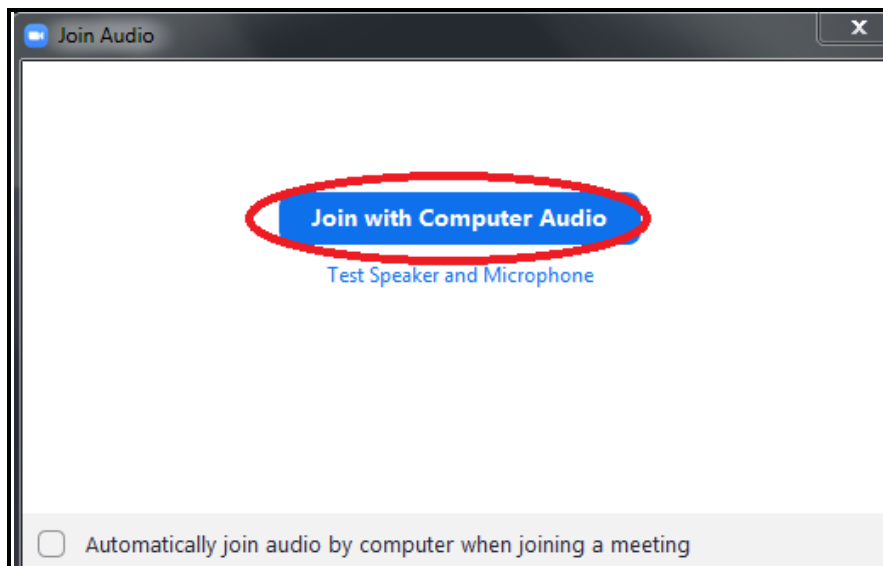 Join Audio
Join with Computer Audio
Test Speaker and Microphone
Automatically join audio by computer when joining a meeting